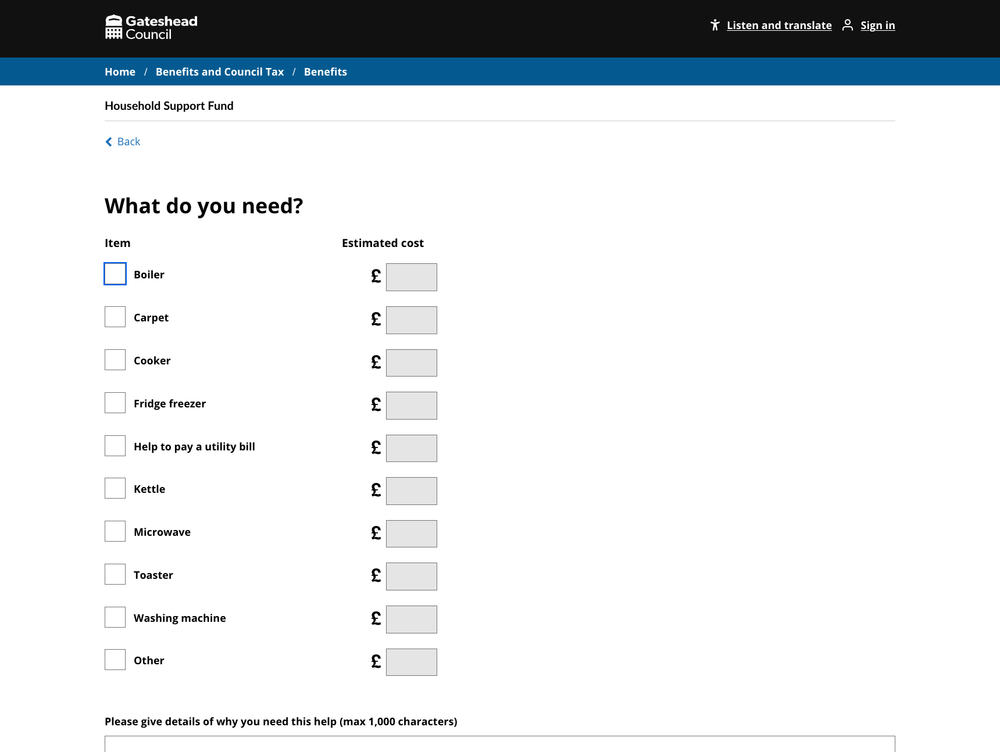 Gateshead
Council
Listen and translate
Sign in
Home / Benefits and Council Tax / Benefits
Household Support Fund
Back
What do you need?
Item Estimated cost
Boiler £
Carpet £
Cooker £
Fridge freezer £
Help to pay a utility bill £
Kettle £
Microwave £
Toaster £
Washing machine £
Other £
Please give details of why you need this help (max 1,000 characters)